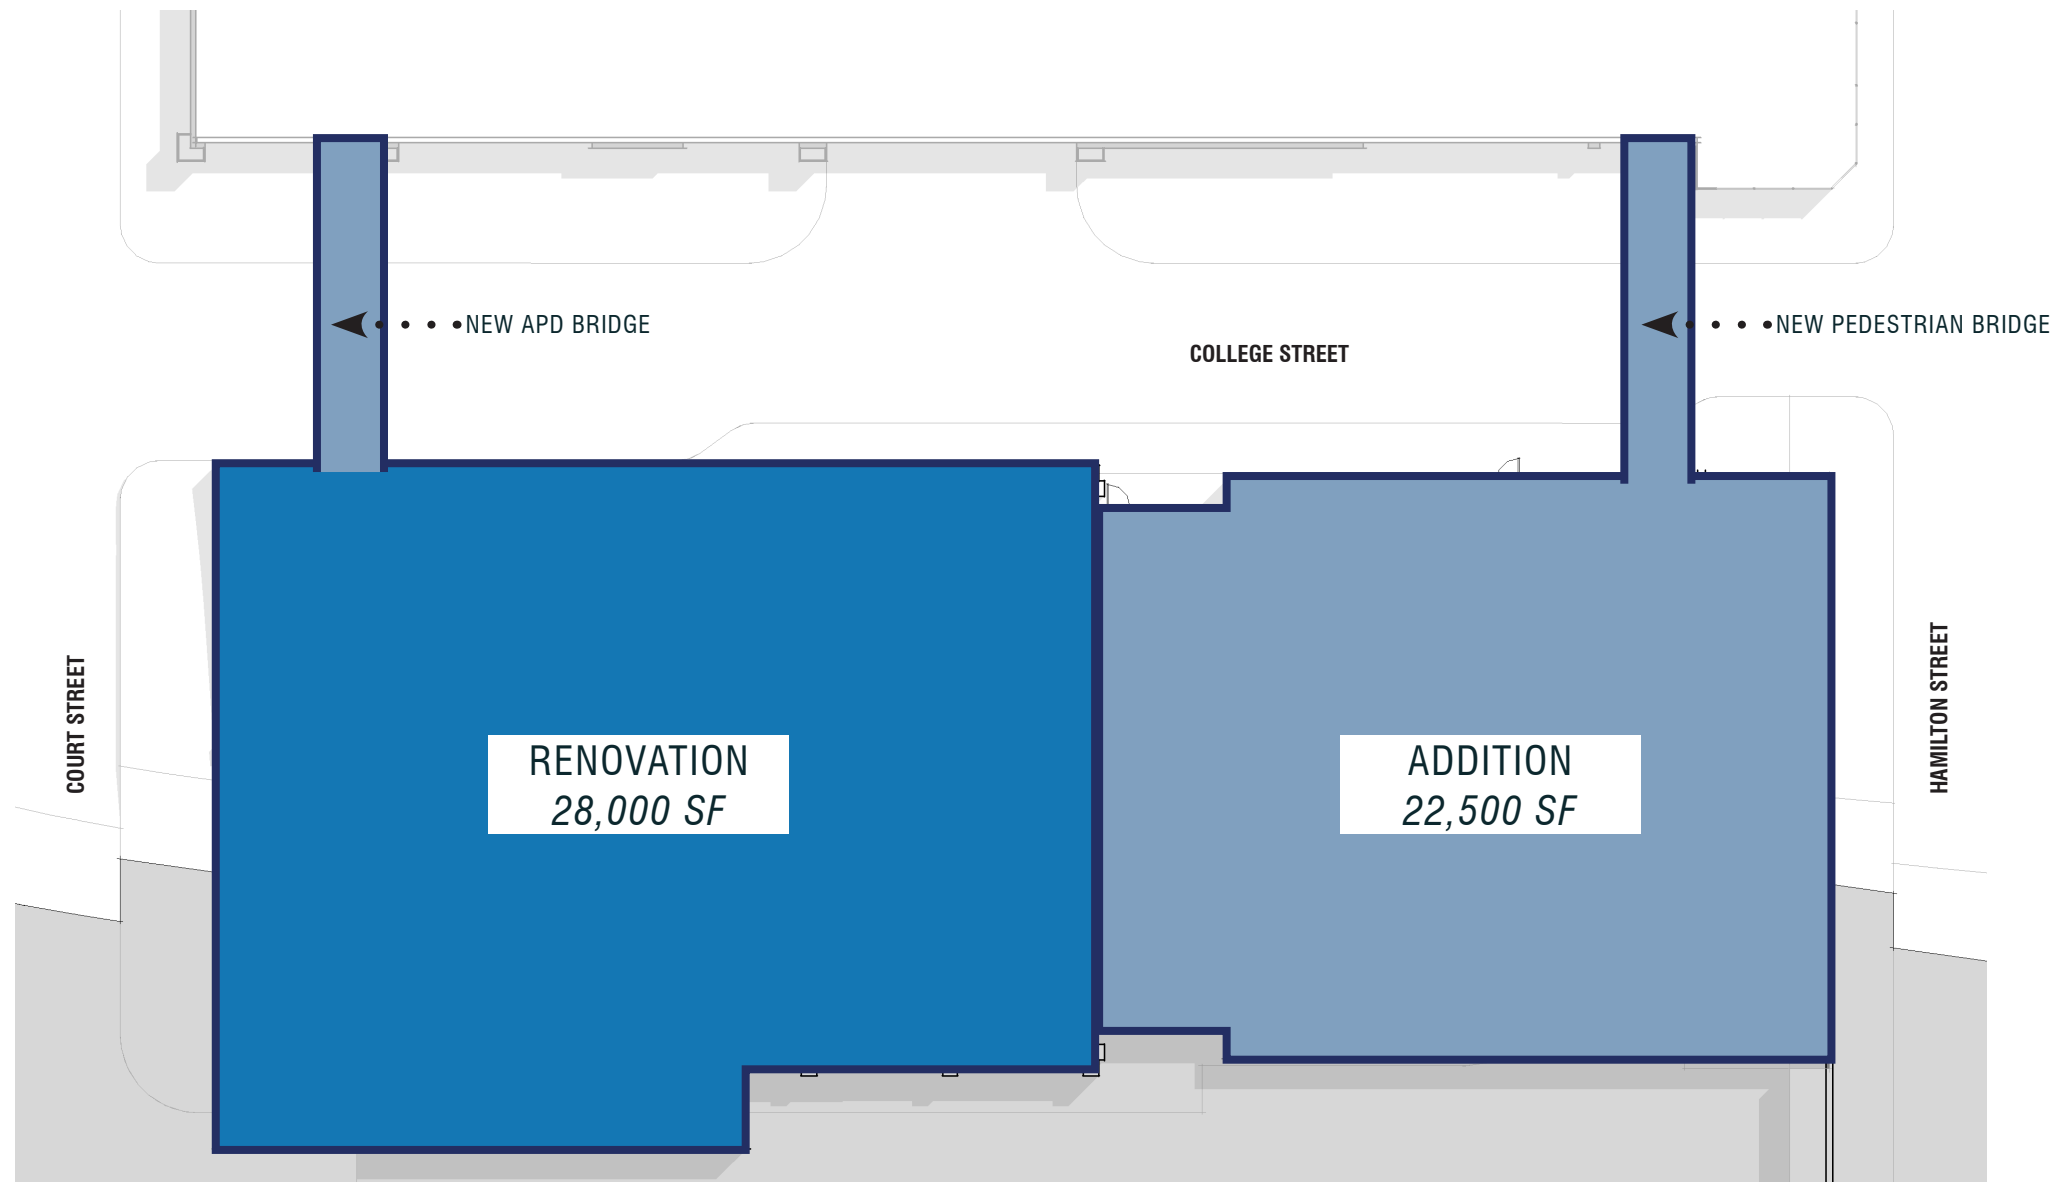 NEW APD BRIDGE
NEW PEDESTRIAN BRIDGE
COLLEGE STREET
COURT STREET
HAMILTON STREET
RENOVATION
28,000 SF
ADDITION
22,500 SF